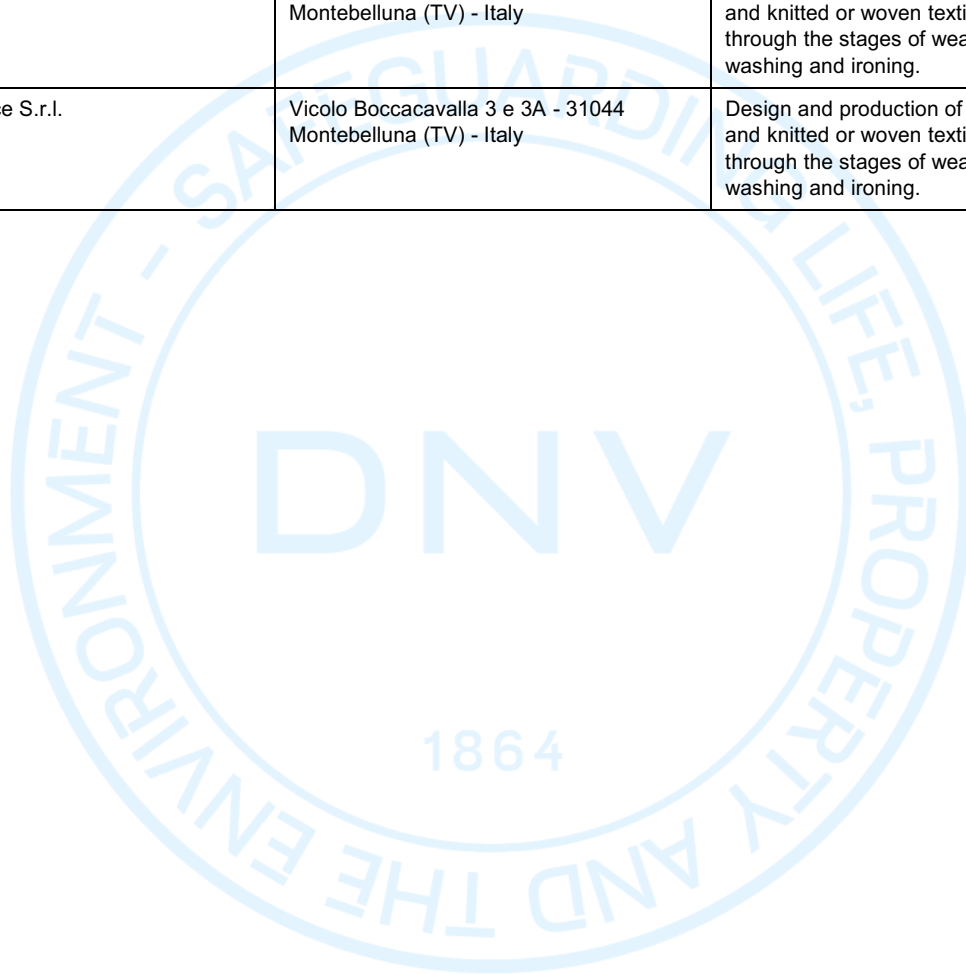 Montebelluna (TV) - Italy
and knitted or woven texti
through the stages of wea
washing and ironing.
e S.r.l.
Vicolo Boccacavalla 3 e 3A - 31044
Montebelluna (TV) - Italy
Design and production of
and knitted or woven texti
through the stages of wea
washing and ironing.
SAFEGUARDING LIFE, PROPERTY AND THE ENVIRONMENT -
DNV
1864